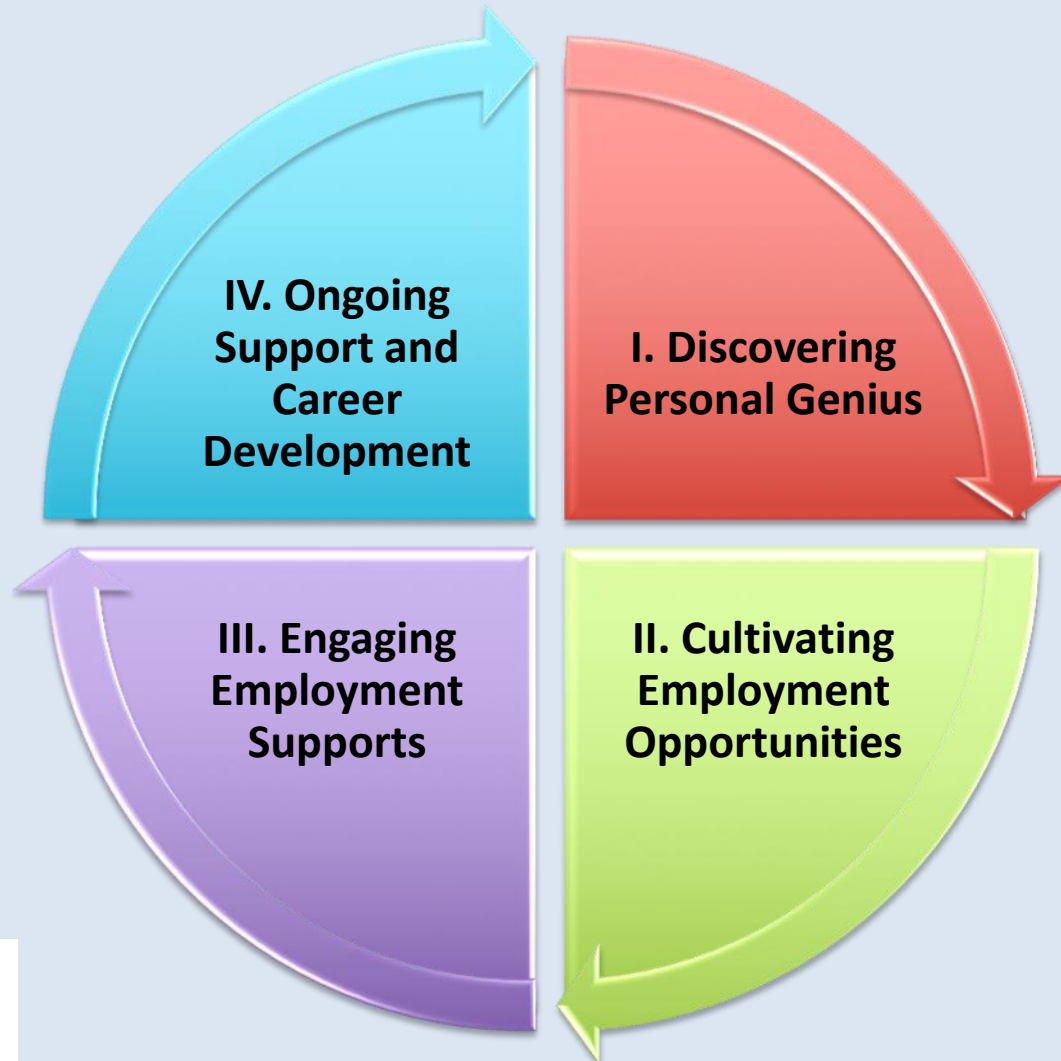 I. Discovering
Personal Genius
II. Cultivating
Employment
Opportunities
III. Engaging
Employment
Supports
IV. Ongoing
Support and
Career
Development